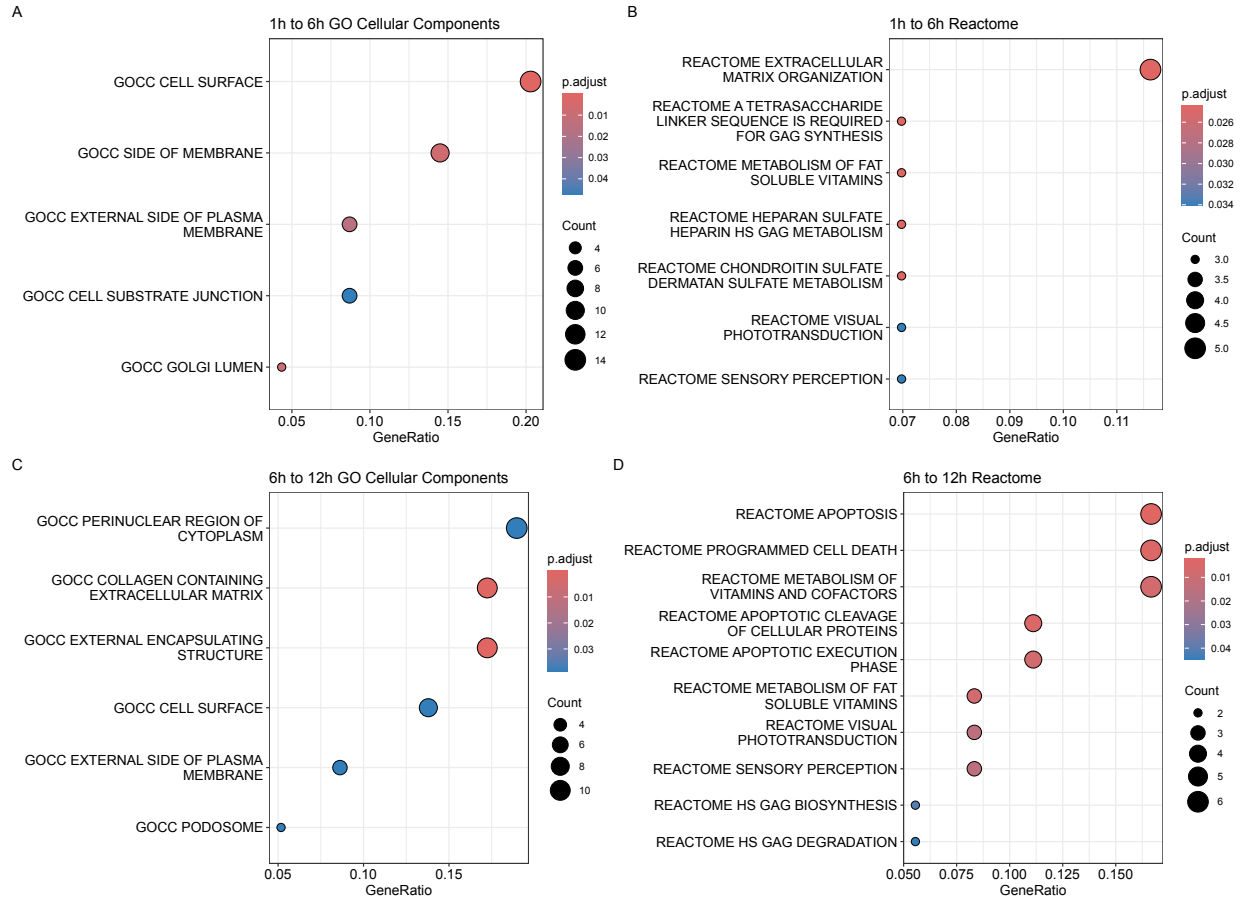 A
1h to 6h GO Cellular Components
GOCC CELL SURFACE
GOCC SIDE OF MEMBRANE
GOCC EXTERNAL SIDE OF PLASMA
MEMBRANE
GOCC CELL SUBSTRATE JUNCTION
GOCC GOLGI LUMEN
0.05
0.10
0.15
0.20
GeneRatio
p.adjust
0.01
0.02
0.03
0.04
Count
4
6
8
10
12
14
B
1h to 6h Reactome
REACTOME EXTRACELLULAR
MATRIX ORGANIZATION
REACTOME A TETRASACCHARIDE
LINKER SEQUENCE IS REQUIRED
FOR GAG SYNTHESIS
REACTOME METABOLISM OF FAT
SOLUBLE VITAMINS
REACTOME HEPARAN SULFATE
HEPARIN HS GAG METABOLISM
REACTOME CHONDROITIN SULFATE
DERMATAN SULFATE METABOLISM
REACTOME VISUAL
PHOTOTRANSDUCTION
REACTOME SENSORY PERCEPTION
0.07
0.08
0.09
0.10
0.11
GeneRatio
p.adjust
0.026
0.028
0.030
0.032
0.034
Count
3.0
3.5
4.0
4.5
5.0
C
6h to 12h GO Cellular Components
GOCC PERINUCLEAR REGION OF
CYTOPLASM
GOCC COLLAGEN CONTAINING
EXTRACELLULAR MATRIX
GOCC EXTERNAL ENCAPSULATING
STRUCTURE
GOCC CELL SURFACE
GOCC EXTERNAL SIDE OF PLASMA
MEMBRANE
GOCC PODOSOME
0.05
0.10
0.15
GeneRatio
p.adjust
0.01
0.02
0.03
Count
4
6
8
10
D
6h to 12h Reactome
REACTOME APOPTOSIS
REACTOME PROGRAMMED CELL DEATH
REACTOME METABOLISM OF
VITAMINS AND COFACTORS
REACTOME APOPTOTIC CLEAVAGE
OF CELLULAR PROTEINS
REACTOME APOPTOTIC EXECUTION
PHASE
REACTOME METABOLISM OF FAT
SOLUBLE VITAMINS
REACTOME VISUAL
PHOTOTRANSDUCTION
REACTOME SENSORY PERCEPTION
REACTOME HS GAG BIOSYNTHESIS
REACTOME HS GAG DEGRADATION
0.050
0.075
0.100
0.125
0.150
GeneRatio
p.adjust
0.01
0.02
0.03
0.04
Count
2
3
4
5
6